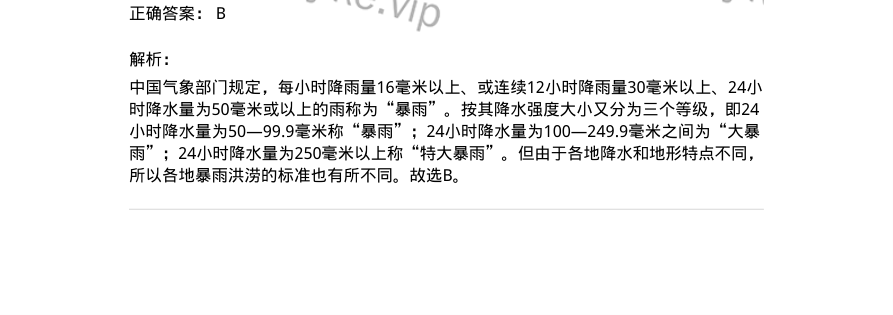 正确答案： B
解析：
中国气象部门规定，每小时降雨量16毫米以上、或连续12小时降雨量30毫米以上、24小
时降水量为50毫米或以上的雨称为“暴雨”。按其降水强度大小又分为三个等级，即24
小时降水量为50—99.9毫米称“暴雨”；24小时降水量为100—249.9毫米之间为“大暴
雨”；24小时降水量为250毫米以上称“特大暴雨”。但由于各地降水和地形特点不同，
所以各地暴雨洪涝的标准也有所不同。故选B。